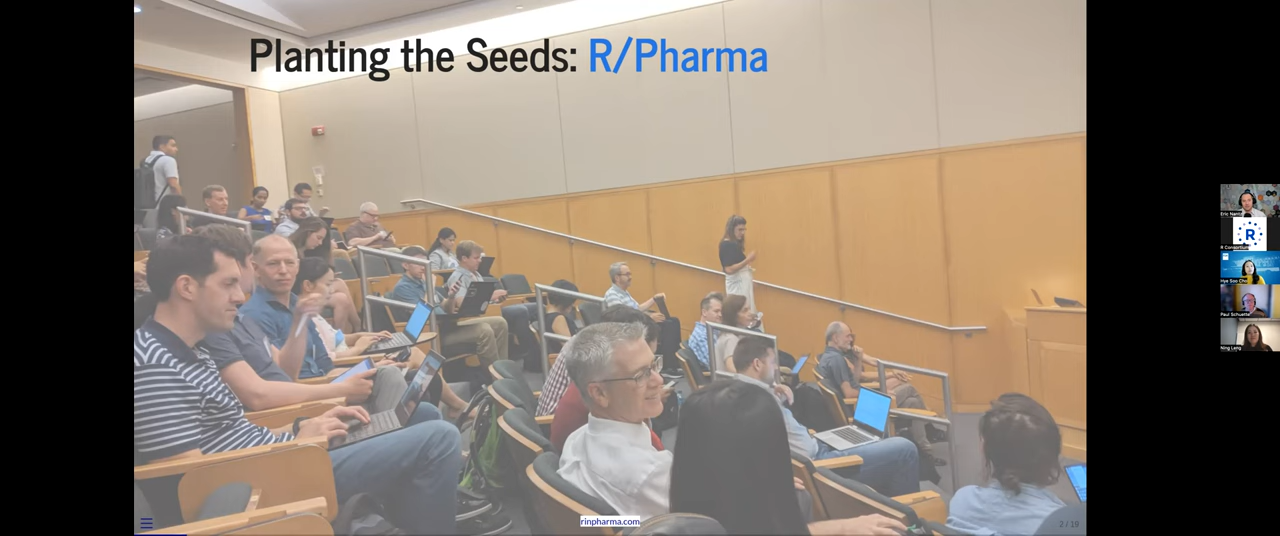 Planting the Seeds: R/Pharma
Eric Nantz
R
R Consortium
Hye Soo Cho
Paul Schuette
Ning Leng
rinpharma.com
2 / 19